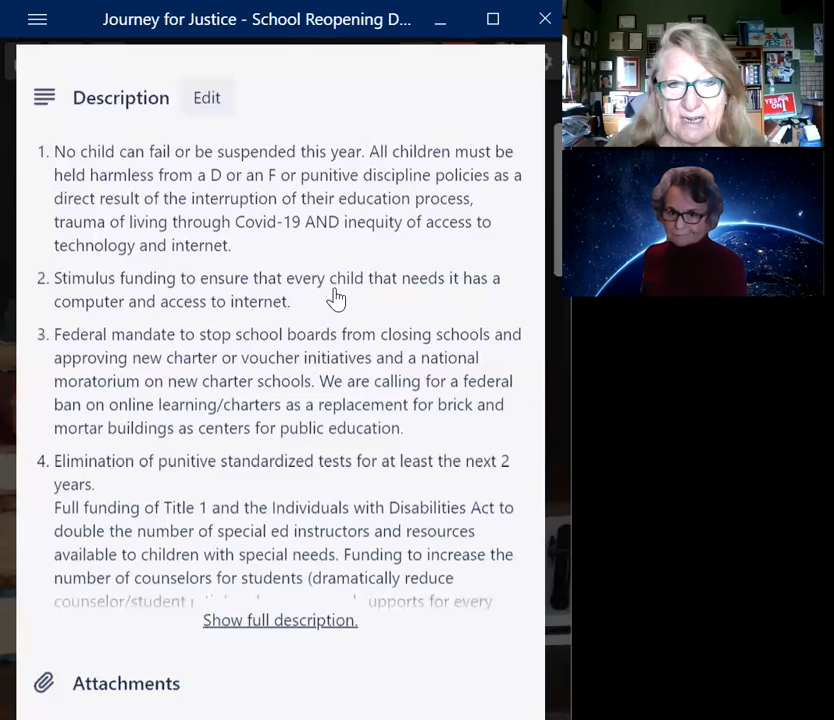 Journey for Justice - School Reopening D...
Description Edit
1. No child can fail or be suspended this year. All children must be
held harmless from a D or an F or punitive discipline policies as a
direct result of the interruption of their education process,
trauma of living through Covid-19 AND inequity of access to
technology and internet.
2. Stimulus funding to ensure that every child that needs it has a
computer and access to internet.
3. Federal mandate to stop school boards from closing schools and
approving new charter or voucher initiatives and a national
moratorium on new charter schools. We are calling for a federal
ban on online learning/charters as a replacement for brick and
mortar buildings as centers for public education.
4. Elimination of punitive standardized tests for at least the next 2
years.
Full funding of Title 1 and the Individuals with Disabilities Act to
double the number of special ed instructors and resources
available to children with special needs. Funding to increase the
number of counselors for students (dramatically reduce
counselor/student supports for every
Show full description.
Attachments